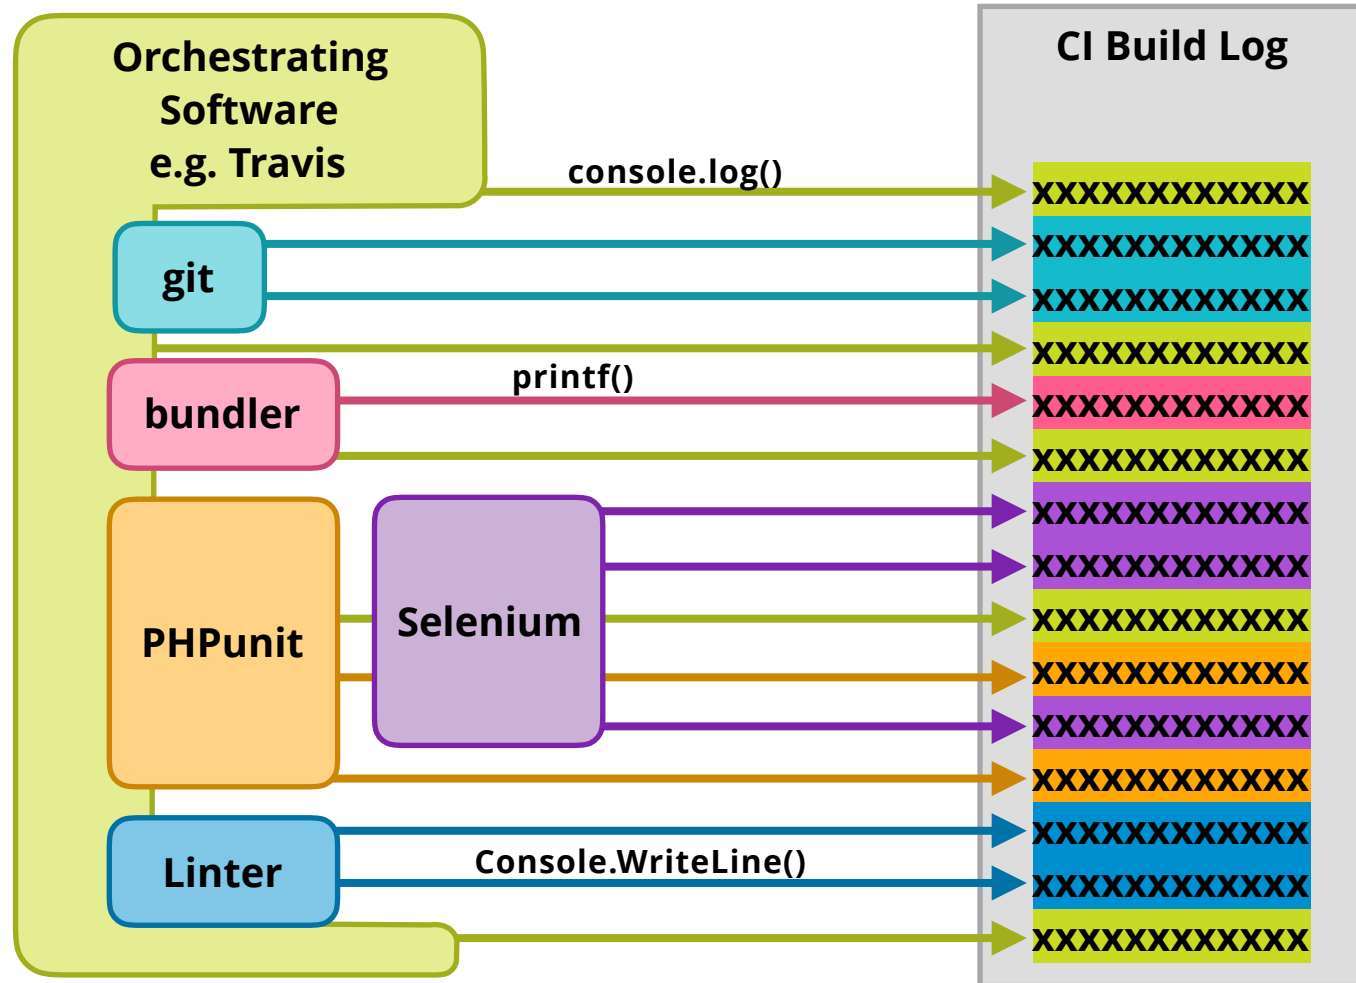 Orchestrating
Software
e.g. Travis
CI Build Log
console.log()
xxxxxxxxxxxx
git
xxxxxxxxxxxx
xxxxxxxxxxxx
xxxxxxxxxxxx
printf()
bundler
xxxxxxxxxxxx
xxxxxxxxxxxx
PHPunit
Selenium
xxxxxxxxxxxx
xxxxxxxxxxxx
xxxxxxxxxxxx
xxxxxxxxxxxx
xxxxxxxxxxxx
xxxxxxxxxxxx
Linter
Console.WriteLine()
xxxxxxxxxxxx
xxxxxxxxxxxx
xxxxxxxxxxxx